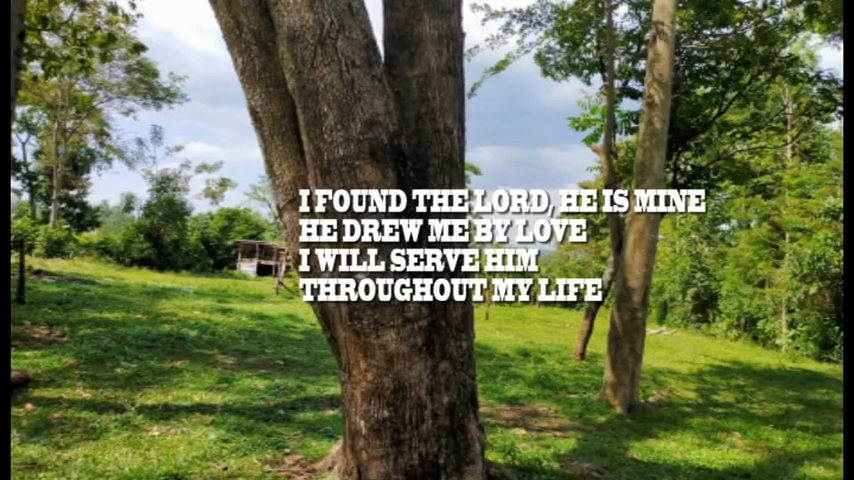 I FOUND THE LORD, HE IS MINE
HE DREW ME BY LOVE
I WILL SERVE HIM
THROUGHOUT MY LIFE